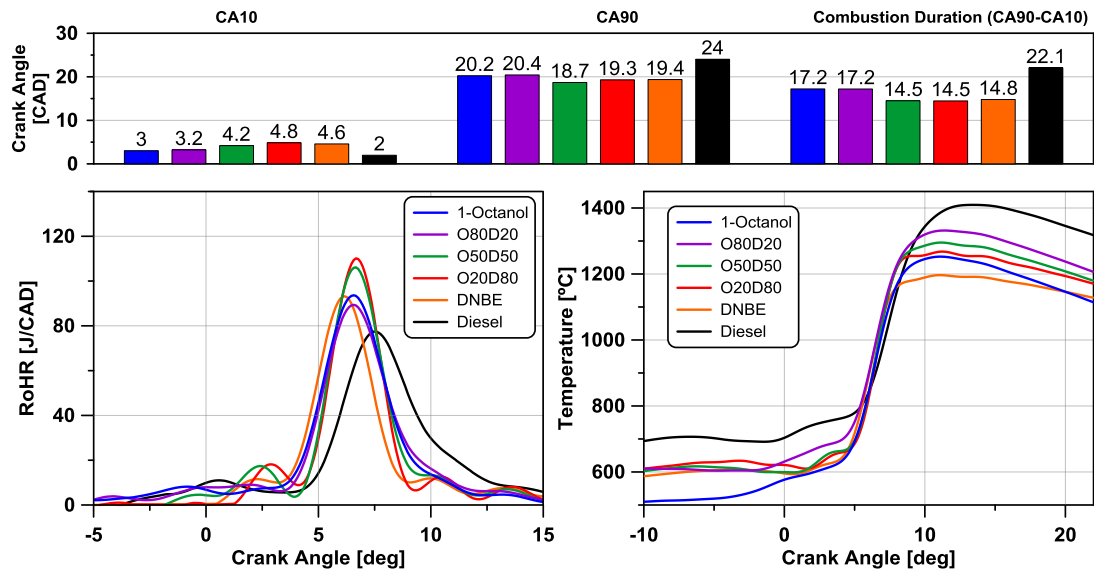 CA10 CA90 Combustion Duration (CA90-CA10)
Crank Angle
[CAD]
30
20
10
0
3 3.2 4.2 4.8 4.6 2
20.2 20.4 18.7 19.3 19.4 24
17.2 17.2 14.5 14.5 14.8 22.1
RoHR [J/CAD]
120
80
40
0
1-Octanol
O80D20
O50D50
O20D80
DNBE
Diesel
-5 0 5 10 15
Crank Angle [deg]
Temperature [ºC]
1400
1200
1000
800
600
1-Octanol
O80D20
O50D50
O20D80
DNBE
Diesel
-10 0 10 20
Crank Angle [deg]